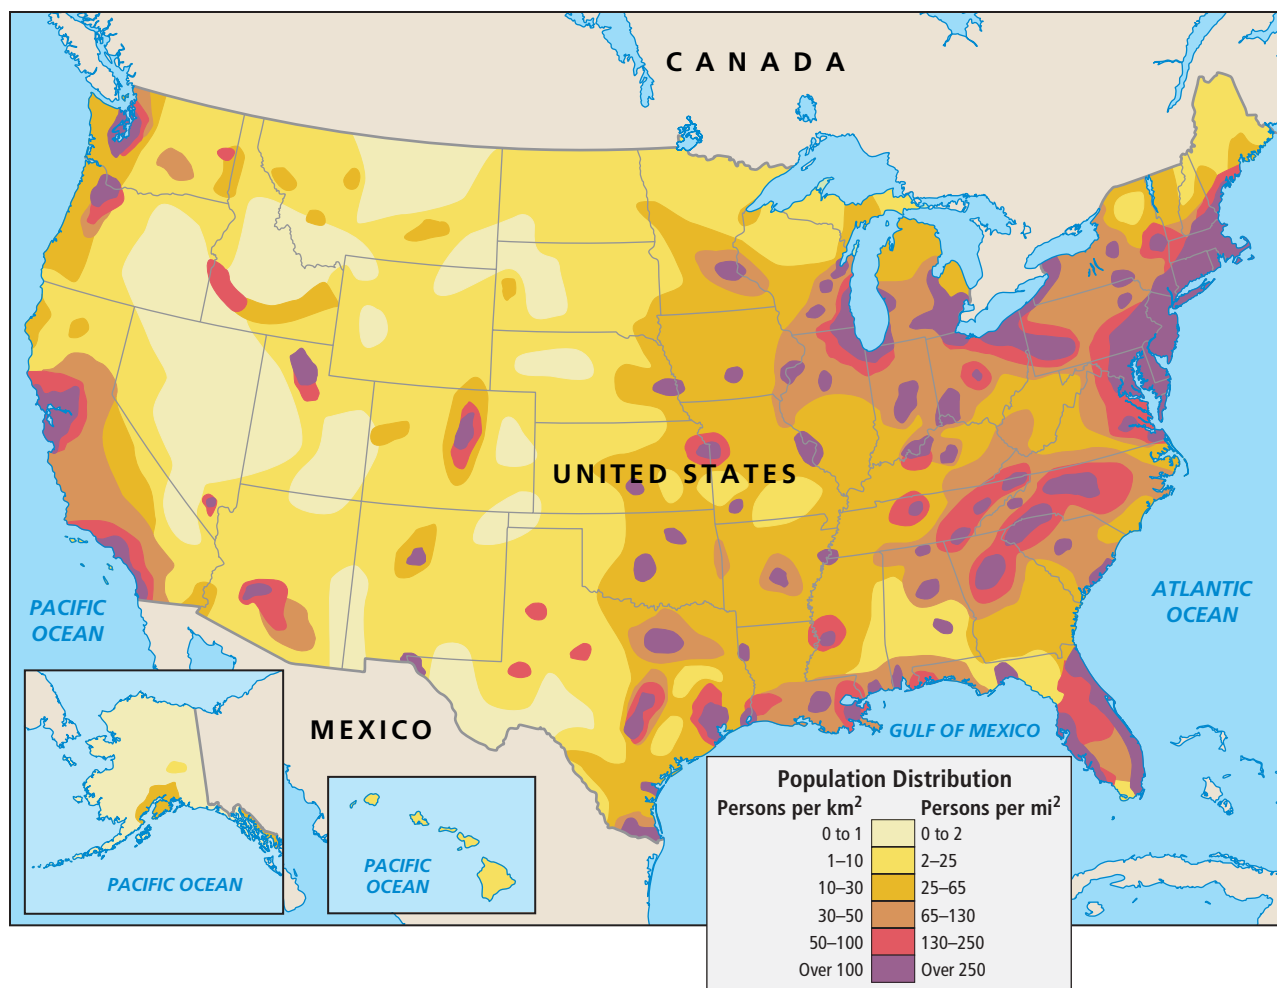 CANADA
UNITED STATES
PACIFIC
OCEAN
ATLANTIC
OCEAN
MEXICO
GULF OF MEXICO
PACIFIC OCEAN
PACIFIC
OCEAN
Population Distribution
Persons per km² Persons per mi²
0 to 1 0 to 2
1–10 2–25
10–30 25–65
30–50 65–130
50–100 130–250
Over 100 Over 250